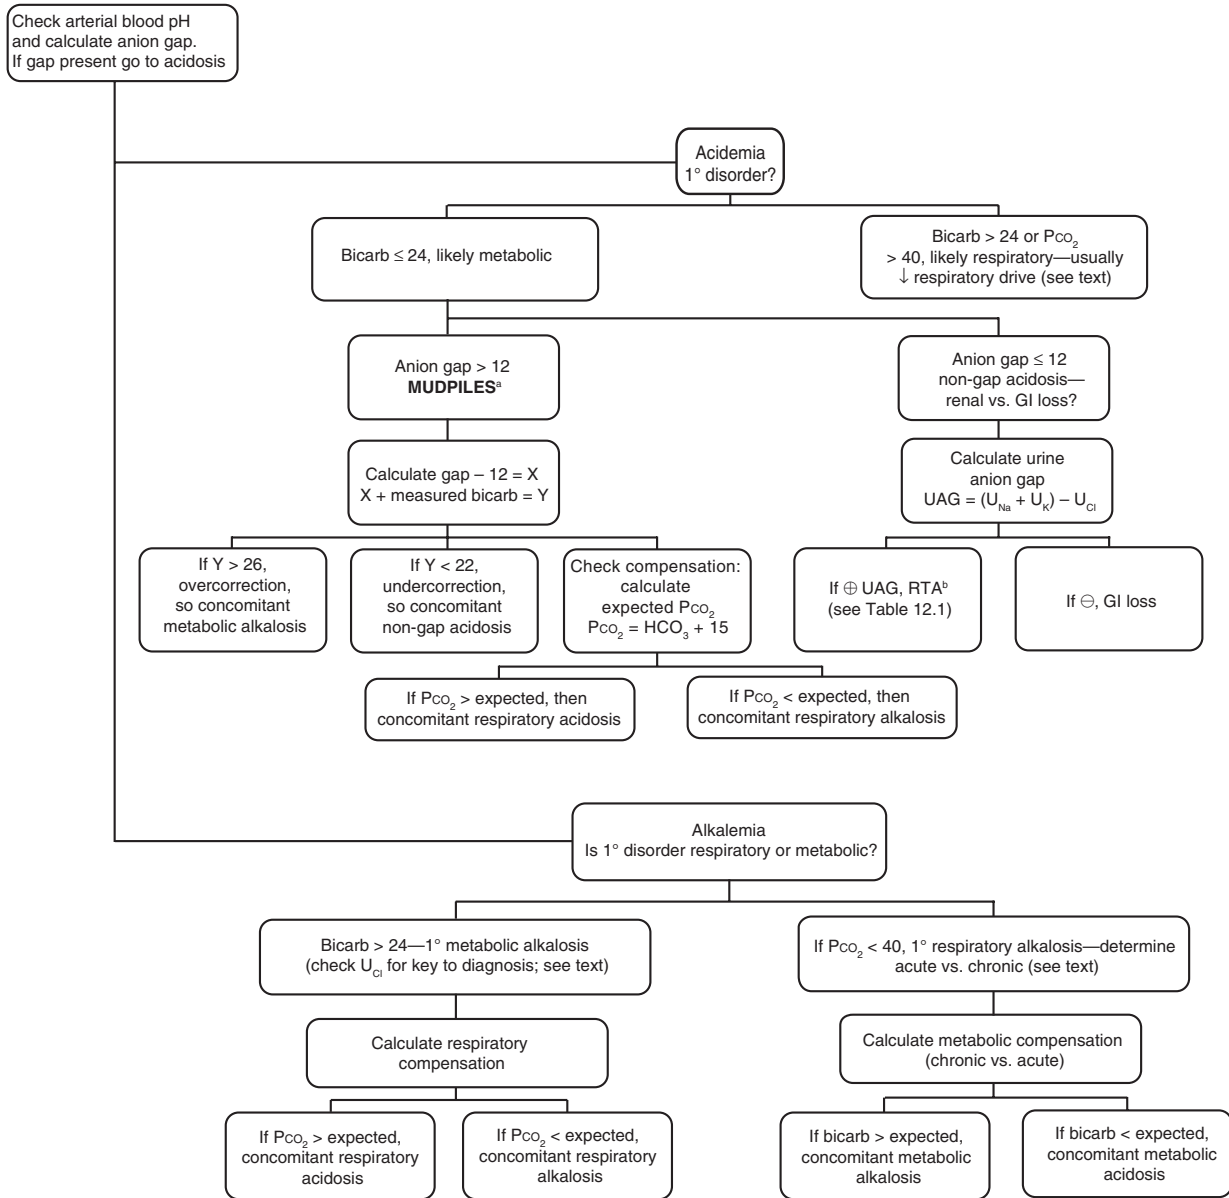 Check arterial blood pH
and calculate anion gap.
If gap present go to acidosis
Acidemia
1° disorder?
Bicarb ≤ 24, likely metabolic
Bicarb > 24 or PCO2
> 40, likely respiratory—usually
↓ respiratory drive (see text)
Anion gap > 12
MUDPILESa
Anion gap ≤ 12
non-gap acidosis—
renal vs. GI loss?
Calculate gap – 12 = X
X + measured bicarb = Y
Calculate urine
anion gap
UAG = (UNa + UK) – UCl
If Y > 26,
overcorrection,
so concomitant
metabolic alkalosis
If Y < 22,
undercorrection,
so concomitant
non-gap acidosis
Check compensation:
calculate
expected PCO2
PCO2 = HCO3 + 15
If ⊕ UAG, RTAb
(see Table 12.1)
If ⊖, GI loss
If PCO2 > expected, then
concomitant respiratory acidosis
If PCO2 < expected, then
concomitant respiratory alkalosis
Alkalemia
Is 1° disorder respiratory or metabolic?
Bicarb > 24—1° metabolic alkalosis
(check UCl for key to diagnosis; see text)
If PCO2 < 40, 1° respiratory alkalosis—determine
acute vs. chronic (see text)
Calculate respiratory
compensation
Calculate metabolic compensation
(chronic vs. acute)
If PCO2 > expected,
concomitant respiratory
acidosis
If PCO2 < expected,
concomitant respiratory
alkalosis
If bicarb > expected,
concomitant metabolic
alkalosis
If bicarb < expected,
concomitant metabolic
acidosis